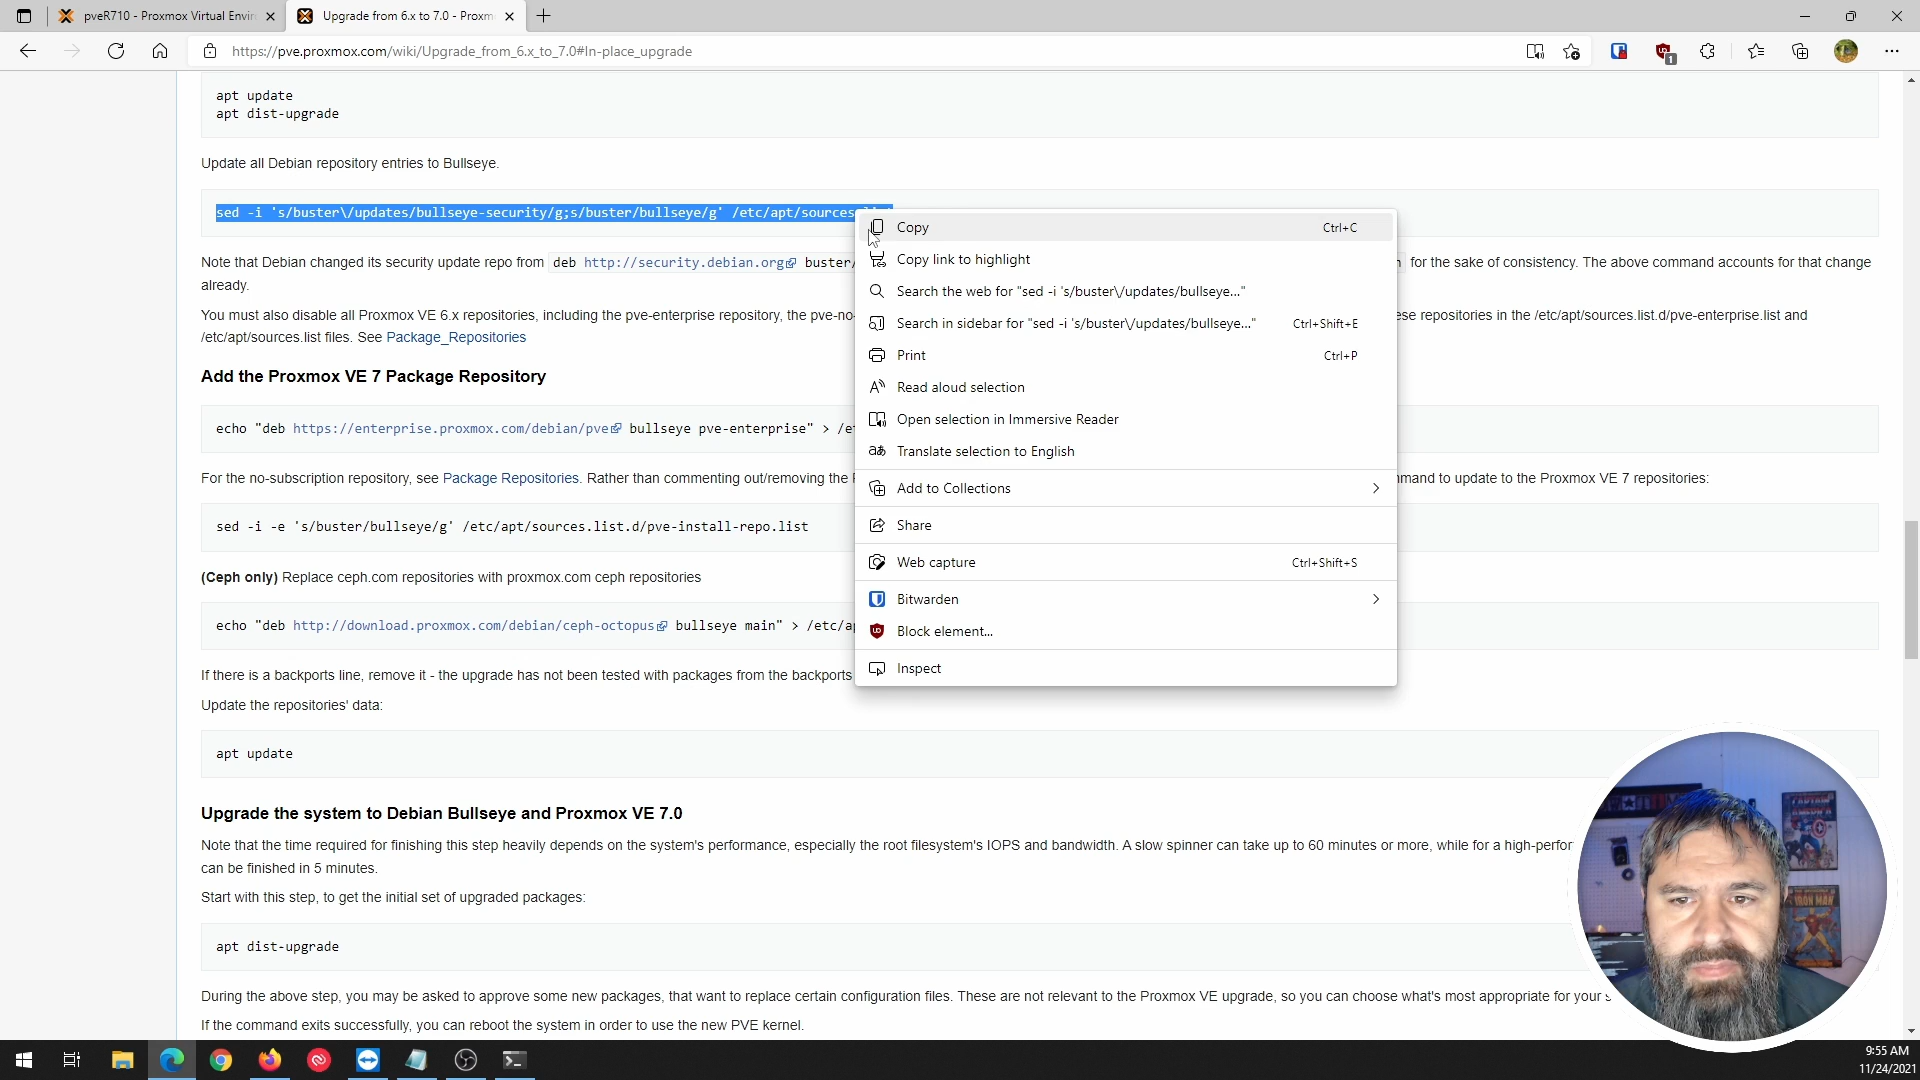 pveR710 - Proxmox Virtual Envir
Upgrade from 6.x to 7.0 - Proxm
https://pve.proxmox.com/wiki/Upgrade_from_6.x_to_7.0#In-place_upgrade
1
apt update
apt dist-upgrade
Update all Debian repository entries to Bullseye.
sed -i 's/buster\/updates/bullseye-security/g;s/buster/bullseye/g' /etc/apt/sources
Note that Debian changed its security update repo from deb http://security.debian.org buster/ for the sake of consistency. The above command accounts for that change
already.
You must also disable all Proxmox VE 6.x repositories, including the pve-enterprise repository, the pve-no- ese repositories in the /etc/apt/sources.list.d/pve-enterprise.list and
/etc/apt/sources.list files. See Package_Repositories
Add the Proxmox VE 7 Package Repository
echo "deb https://enterprise.proxmox.com/debian/pve bullseye pve-enterprise" > /et
For the no-subscription repository, see Package Repositories. Rather than commenting out/removing the mmand to update to the Proxmox VE 7 repositories:
sed -i -e 's/buster/bullseye/g' /etc/apt/sources.list.d/pve-install-repo.list
(Ceph only) Replace ceph.com repositories with proxmox.com ceph repositories
echo "deb http://download.proxmox.com/debian/ceph-octopus bullseye main" > /etc/ap
If there is a backports line, remove it - the upgrade has not been tested with packages from the backports
Update the repositories' data:
apt update
Upgrade the system to Debian Bullseye and Proxmox VE 7.0
Note that the time required for finishing this step heavily depends on the system's performance, especially the root filesystem's IOPS and bandwidth. A slow spinner can take up to 60 minutes or more, while for a high-perfor
can be finished in 5 minutes.
Start with this step, to get the initial set of upgraded packages:
apt dist-upgrade
During the above step, you may be asked to approve some new packages, that want to replace certain configuration files. These are not relevant to the Proxmox VE upgrade, so you can choose what's most appropriate for your s
If the command exits successfully, you can reboot the system in order to use the new PVE kernel.
Copy Ctrl+C
Copy link to highlight
Search the web for "sed -i 's/buster\/updates/bullseye..."
Search in sidebar for "sed -i 's/buster\/updates/bullseye..." Ctrl+Shift+E
Print Ctrl+P
Read aloud selection
Open selection in Immersive Reader
Translate selection to English
Add to Collections
Share
Web capture Ctrl+Shift+S
Bitwarden
Block element...
Inspect
CAPTAIN
IRON MAN
9:55 AM
11/24/2021